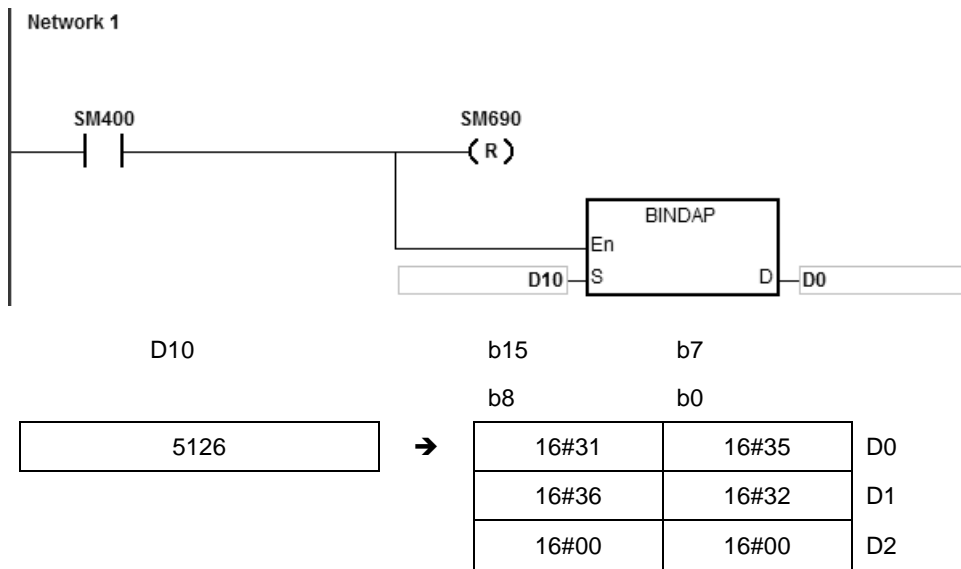 Network 1
SM400 SM690
( R )
BINDAP
En
D10 S D D0
D10 b15 b7
b8 b0
5126 ➔ 16#31 16#35 D0
16#36 16#32 D1
16#00 16#00 D2